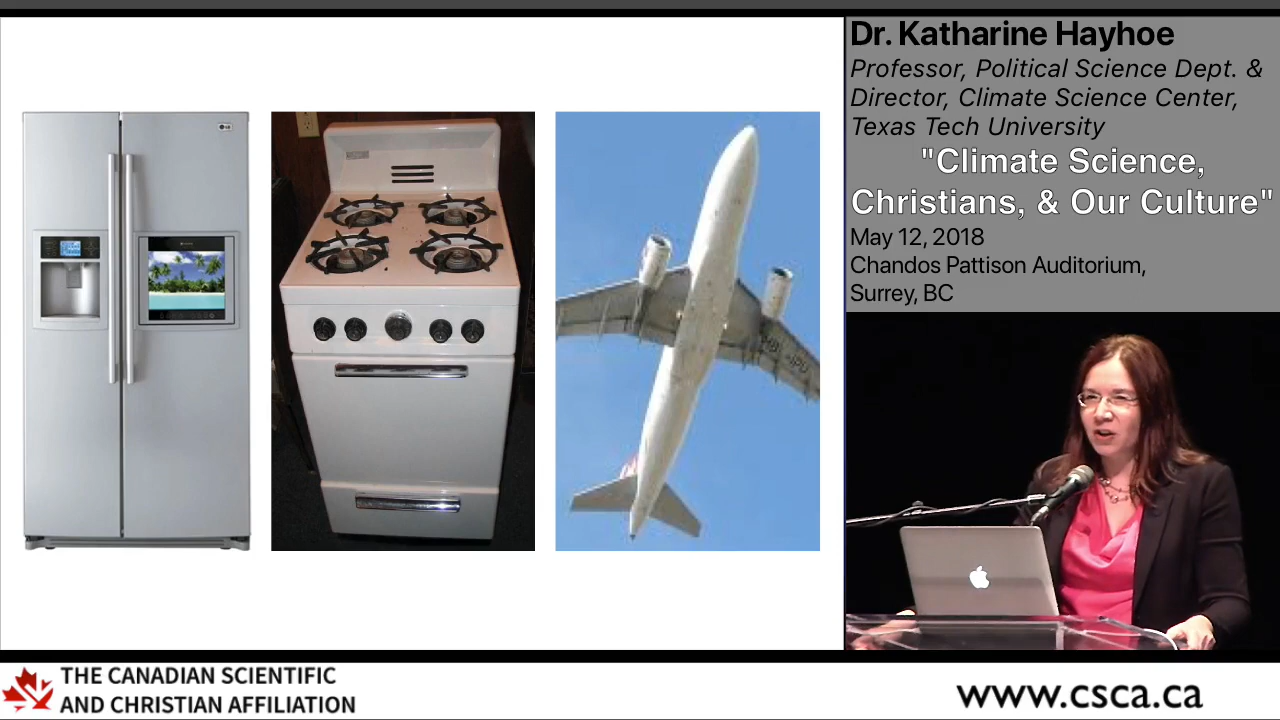 Dr. Katharine Hayhoe
Professor, Political Science Dept. &
Director, Climate Science Center,
Texas Tech University
"Climate Science,
Christians, & Our Culture"
May 12, 2018
Chandos Pattison Auditorium,
Surrey, BC
LG
THE CANADIAN SCIENTIFIC
AND CHRISTIAN AFFILIATION
www.csca.ca